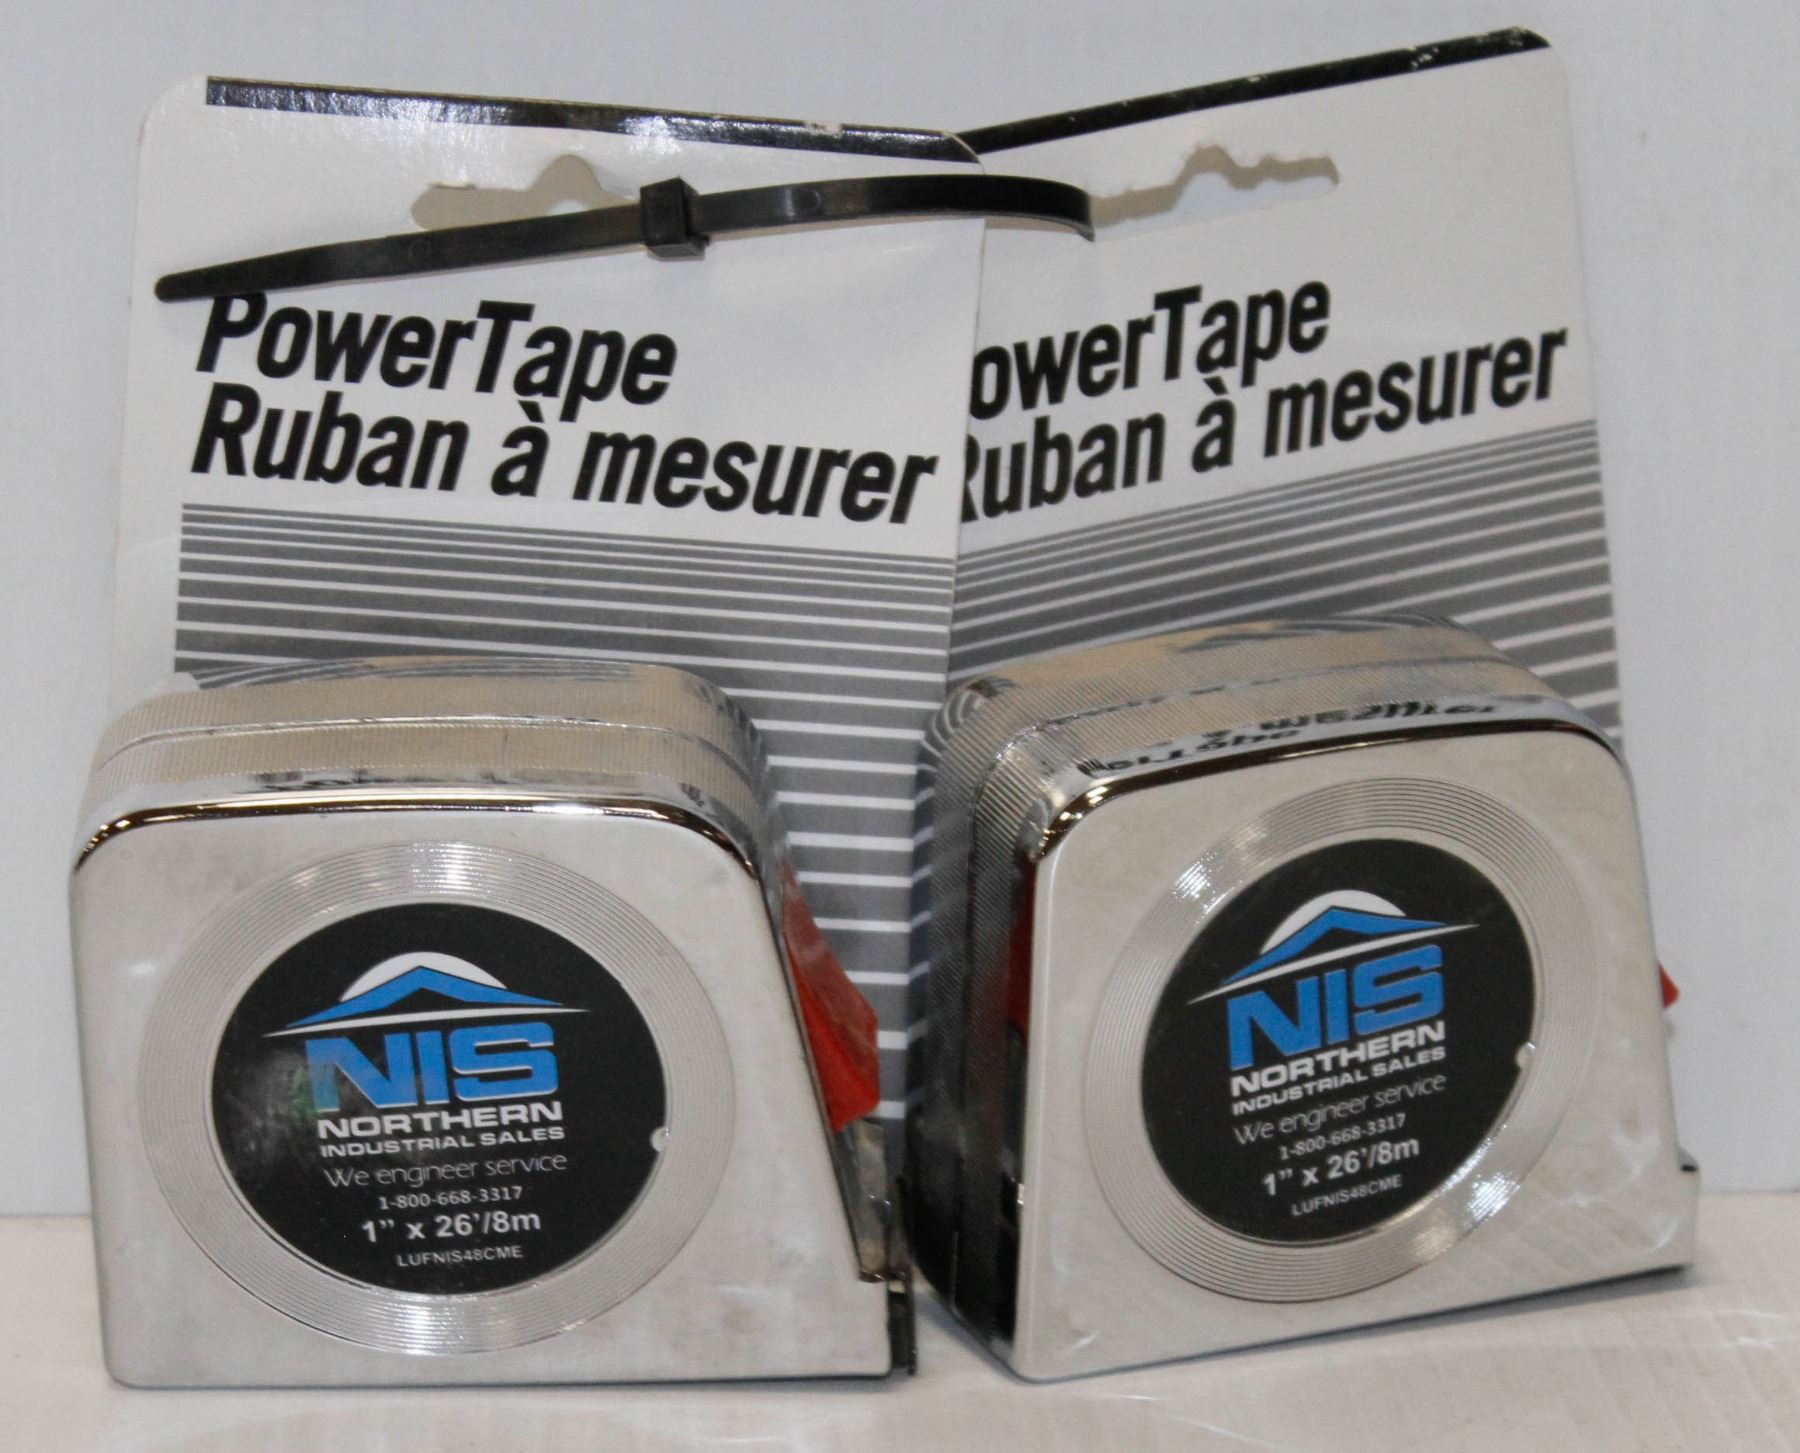 PowerTape
Ruban à mesurer
owerTape
Ruban à mesurer
NIS
NORTHERN
INDUSTRIAL SALES
We engineer service
1-800-668-3317
1" x 26'/8m
LUFNIS48CME
NIS
NORTHERN
INDUSTRIAL SALES
We engineer service
1-800-668-3317
1" x 26'/8m
LUFNIS48CME